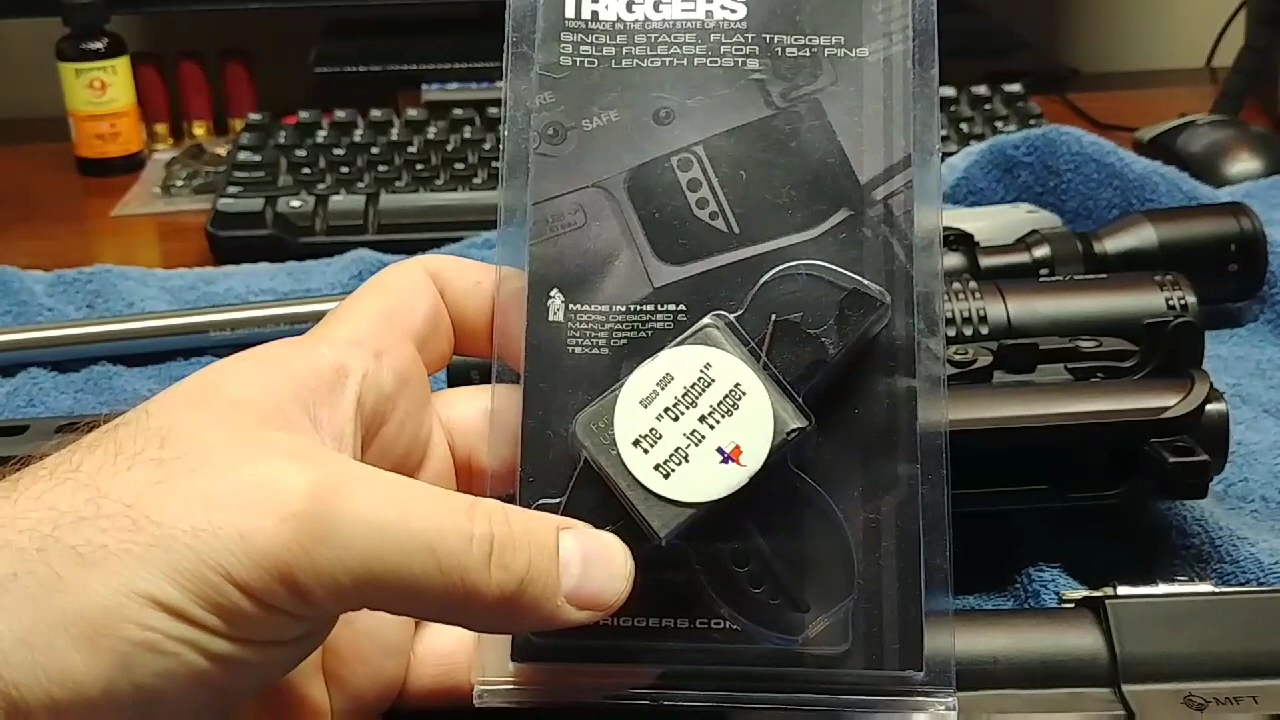 TRIGGERS
100% MADE IN THE GREAT STATE OF TEXAS
SINGLE STAGE, FLAT TRIGGER
3.5LB RELEASE, FOR .154" PINS
STD. LENGTH POSTS
SAFE
MADE IN THE USA
100% DESIGNED &
MANUFACTURED
IN THE GREAT
STATE OF
TEXAS.
Since 2003
The "Original"
Drop-in Trigger
TRIGGERS.COM
9
MFT